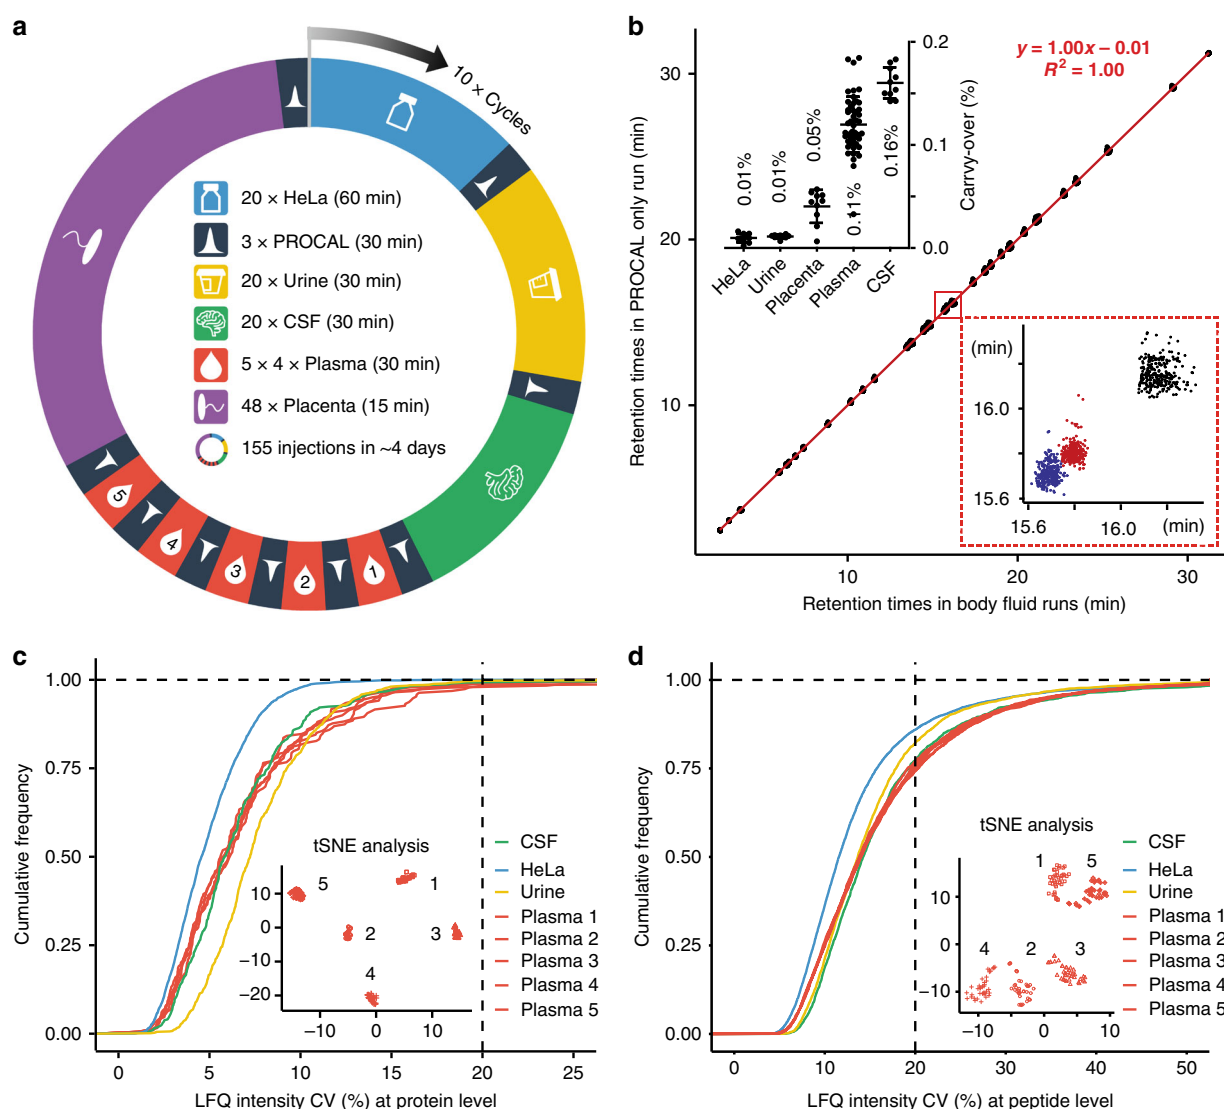 a
10 × Cycles
20 × HeLa (60 min)
3 × PROCAL (30 min)
20 × Urine (30 min)
20 × CSF (30 min)
5 × 4 × Plasma (30 min)
48 × Placenta (15 min)
155 injections in ~4 days
5
4
3
2
1
b
Retention times in PROCAL only run (min)
30
20
10
y = 1.00x – 0.01
R² = 1.00
0.01%
0.01%
0.05%
0.11%
0.16%
HeLa
Urine
Placenta
Plasma
CSF
0.2
0.1
0.0
Carrvy-over (%)
(min)
16.0
15.6
15.6
16.0
(min)
10
20
30
Retention times in body fluid runs (min)
c
Cumulative frequency
1.00
0.75
0.50
0.25
0.00
tSNE analysis
10
0
−10
−20
5
1
2
3
4
−10
0
10
CSF
HeLa
Urine
Plasma 1
Plasma 2
Plasma 3
Plasma 4
Plasma 5
0
5
10
15
20
25
LFQ intensity CV (%) at protein level
d
Cumulative frequency
1.00
0.75
0.50
0.25
0.00
tSNE analysis
10
0
−10
1
5
4
2
3
−10
0
10
CSF
HeLa
Urine
Plasma 1
Plasma 2
Plasma 3
Plasma 4
Plasma 5
0
10
20
30
40
50
LFQ intensity CV (%) at peptide level